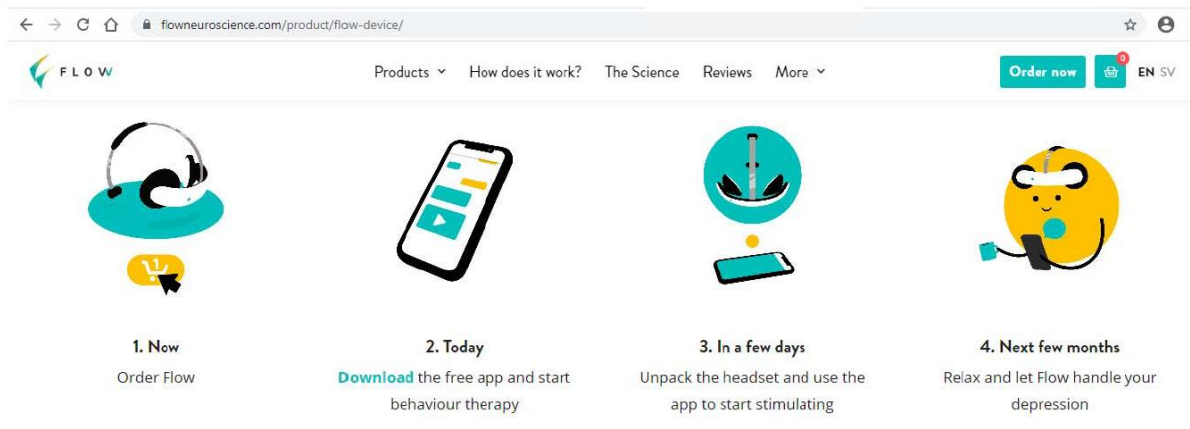 flowneuroscience.com/product/flow-device/
FLOW
Products How does it work? The Science Reviews More
Order now
0
EN SV
1
1. Now
Order Flow
2. Today
Download the free app and start
behaviour therapy
3. In a few days
Unpack the headset and use the
app to start stimulating
4. Next few months
Relax and let Flow handle your
depression